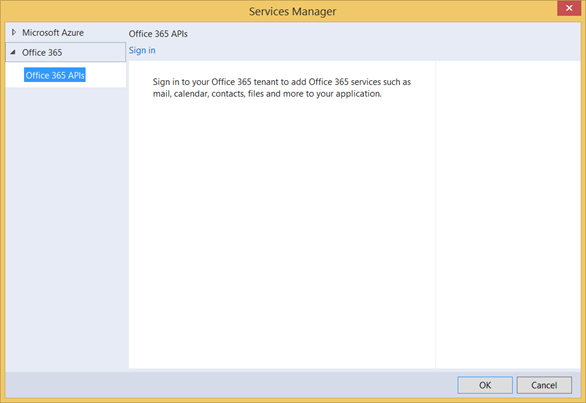 Services Manager
Microsoft Azure
Office 365
Office 365 APIs
Office 365 APIs
Sign in
Sign in to your Office 365 tenant to add Office 365 services such as
mail, calendar, contacts, files and more to your application.
OK
Cancel